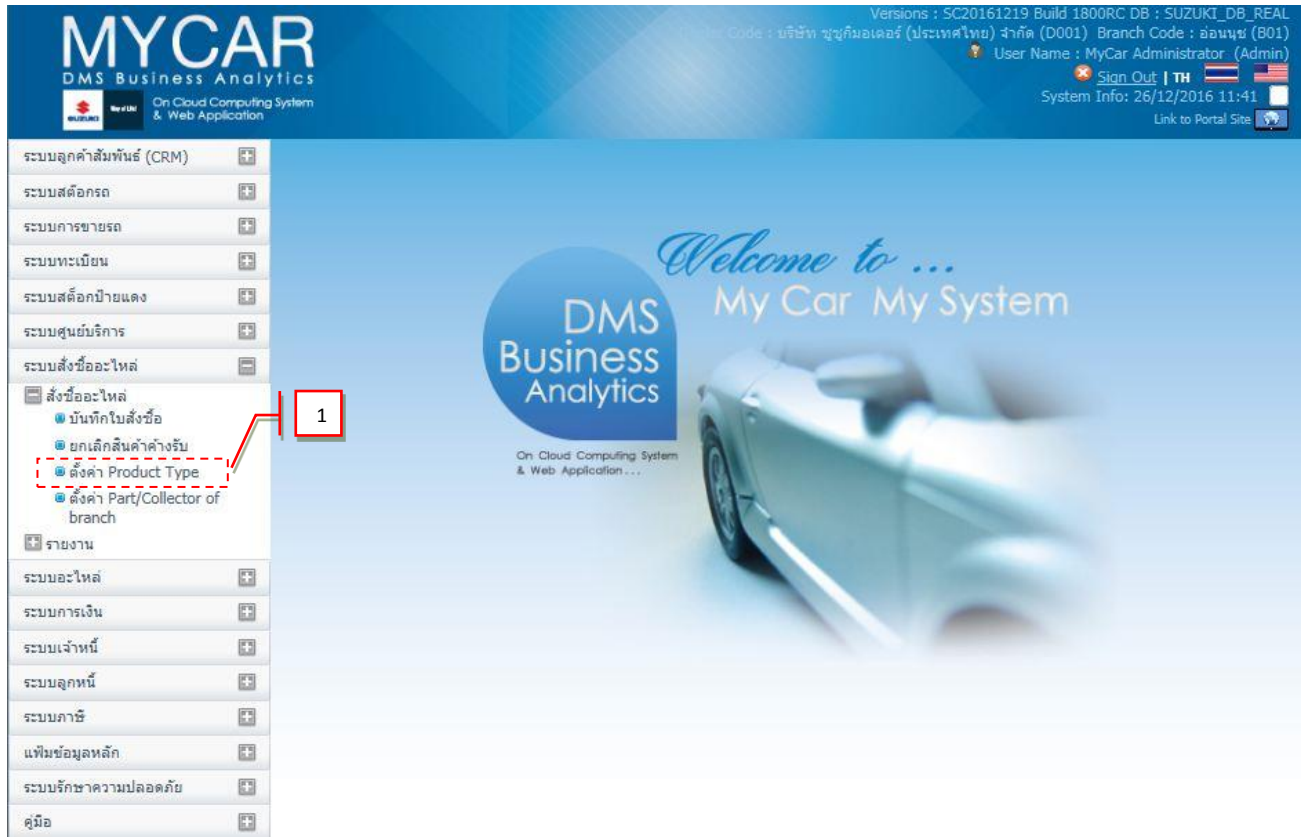 MYCAR
DMS Business Analytics
SUZUKI
Way of Life!
On Cloud Computing System
& Web Application
Versions : SC20161219 Build 1800RC DB : SUZUKI_DB_REAL
Code : บริษัท ซูซูกิมอเตอร์ (ประเทศไทย) จำกัด (D001) Branch Code : อ่อนนุช (B01)
User Name : MyCar Administrator (Admin)
Sign Out | TH
System Info: 26/12/2016 11:41
Link to Portal Site
ระบบลูกค้าสัมพันธ์ (CRM)
ระบบสต๊อกรถ
ระบบการขายรถ
ระบบทะเบียน
ระบบสต็อกป้ายแดง
ระบบศูนย์บริการ
ระบบสั่งซื้ออะไหล่
สั่งซื้ออะไหล่
บันทึกใบสั่งซื้อ
ยกเลิกสินค้าค้างรับ
ตั้งค่า Product Type
ตั้งค่า Part/Collector of
branch
รายงาน
ระบบอะไหล่
ระบบการเงิน
ระบบเจ้าหนี้
ระบบลูกหนี้
ระบบภาษี
แฟ้มข้อมูลหลัก
ระบบรักษาความปลอดภัย
คู่มือ
1
Welcome to ...
My Car My System
DMS
Business
Analytics
On Cloud Computing System
& Web Application ...